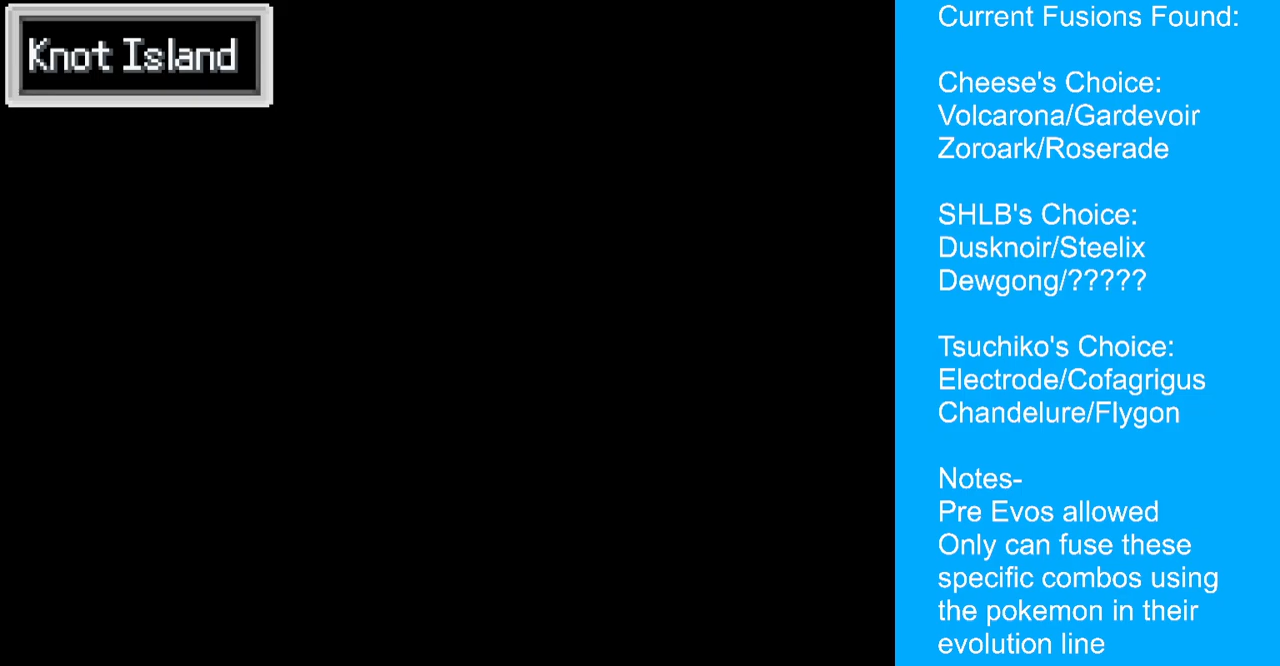 Knot Island
Current Fusions Found:
Cheese's Choice:
Volcarona/Gardevoir
Zoroark/Roserade
SHLB's Choice:
Dusknoir/Steelix
Dewgong/?????
Tsuchiko's Choice:
Electrode/Cofagrigus
Chandelure/Flygon
Notes-
Pre Evos allowed
Only can fuse these
specific combos using
the pokemon in their
evolution line